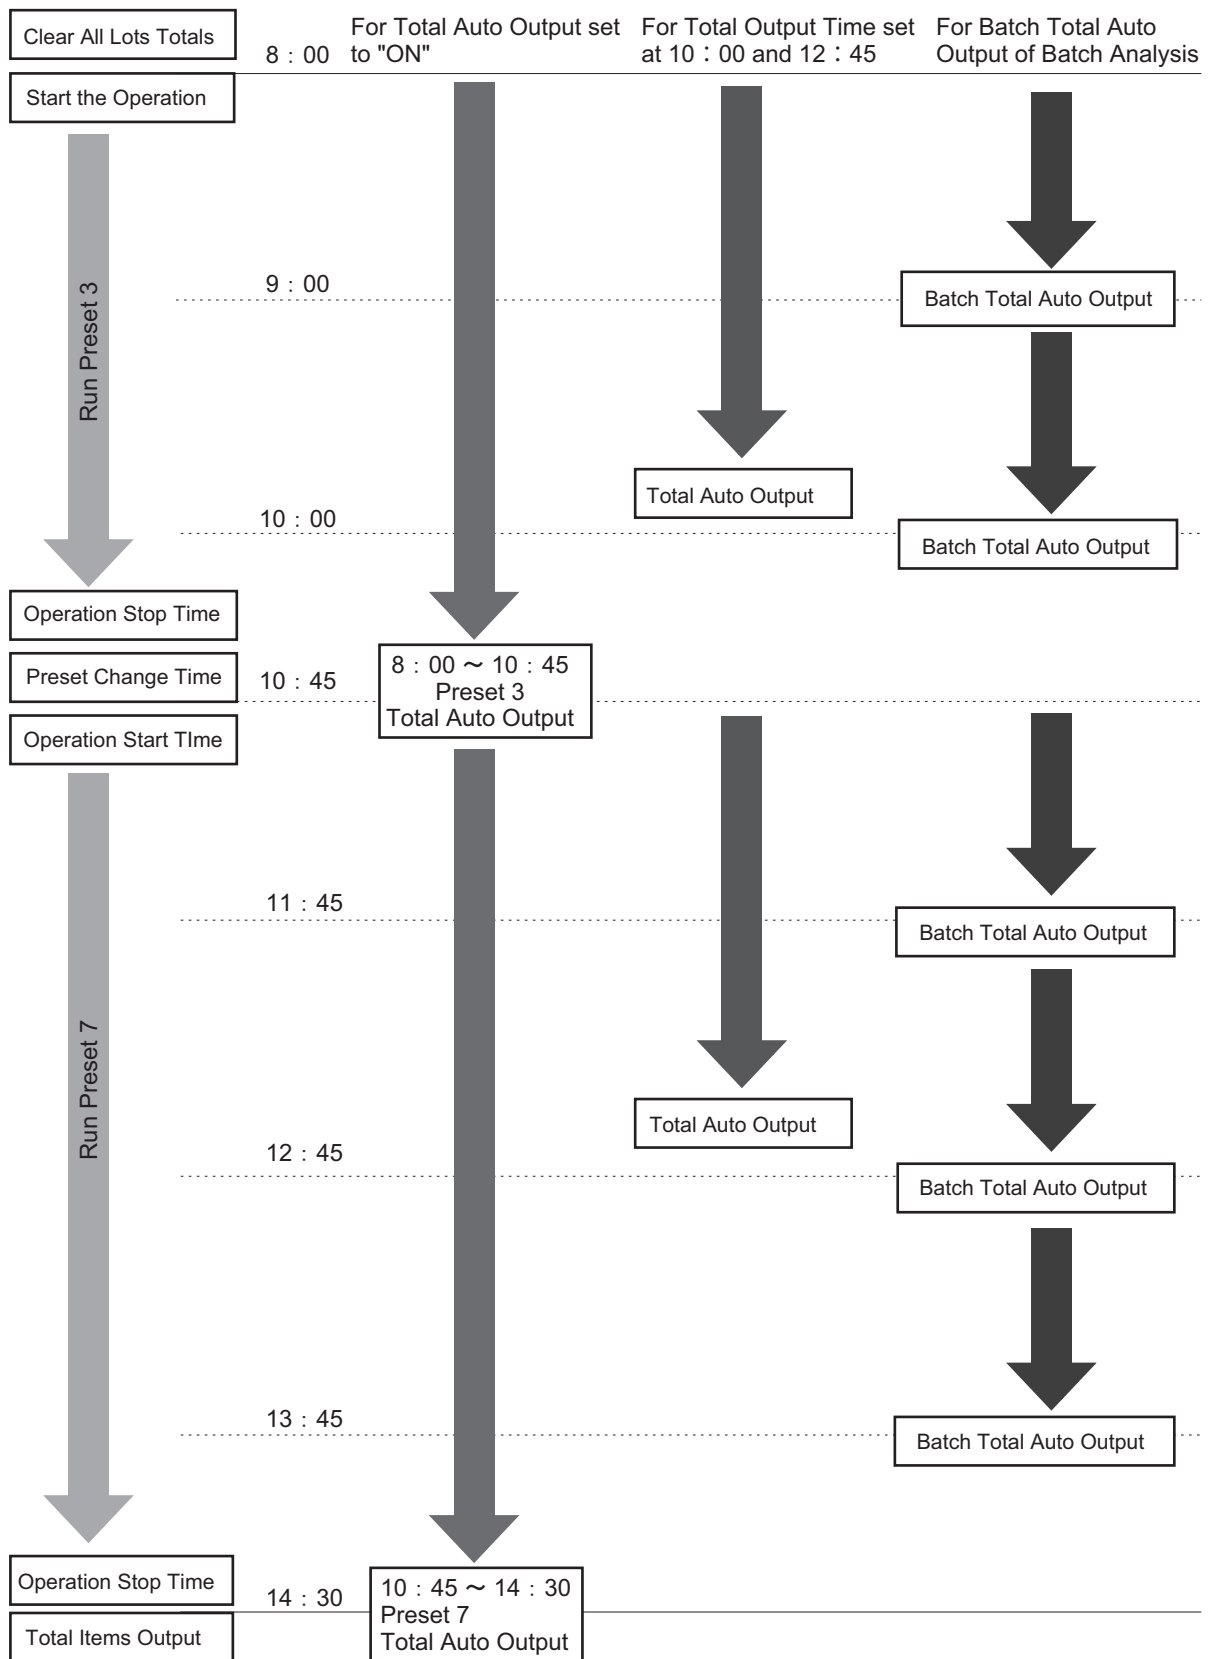 Clear All Lots Totals
8 : 00
For Total Auto Output set
to "ON"
For Total Output Time set
at 10 : 00 and 12 : 45
For Batch Total Auto
Output of Batch Analysis
Start the Operation
Run Preset 3
9 : 00
Batch Total Auto Output
Total Auto Output
10 : 00
Batch Total Auto Output
Operation Stop Time
Preset Change Time
10 : 45
8 : 00 ～ 10 : 45
Preset 3
Total Auto Output
Operation Start TIme
Run Preset 7
11 : 45
Batch Total Auto Output
Total Auto Output
12 : 45
Batch Total Auto Output
13 : 45
Batch Total Auto Output
Operation Stop Time
14 : 30
10 : 45 ～ 14 : 30
Preset 7
Total Auto Output
Total Items Output